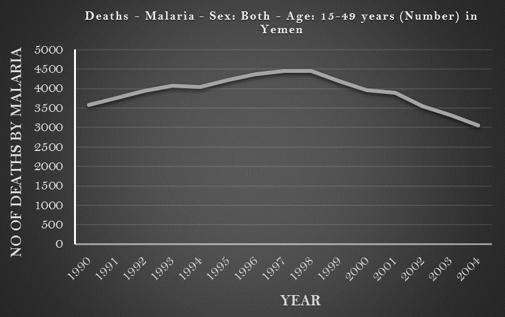 Deaths - Malaria - Sex: Both - Age: 15-49 years (Number) in
Yemen
NO OF DEATHS BY MALARIA
5000
4500
4000
3500
3000
2500
2000
1500
1000
500
0
1990 1991 1992 1993 1994 1995 1996 1997 1998 1999 2000 2001 2002 2003 2004
YEAR